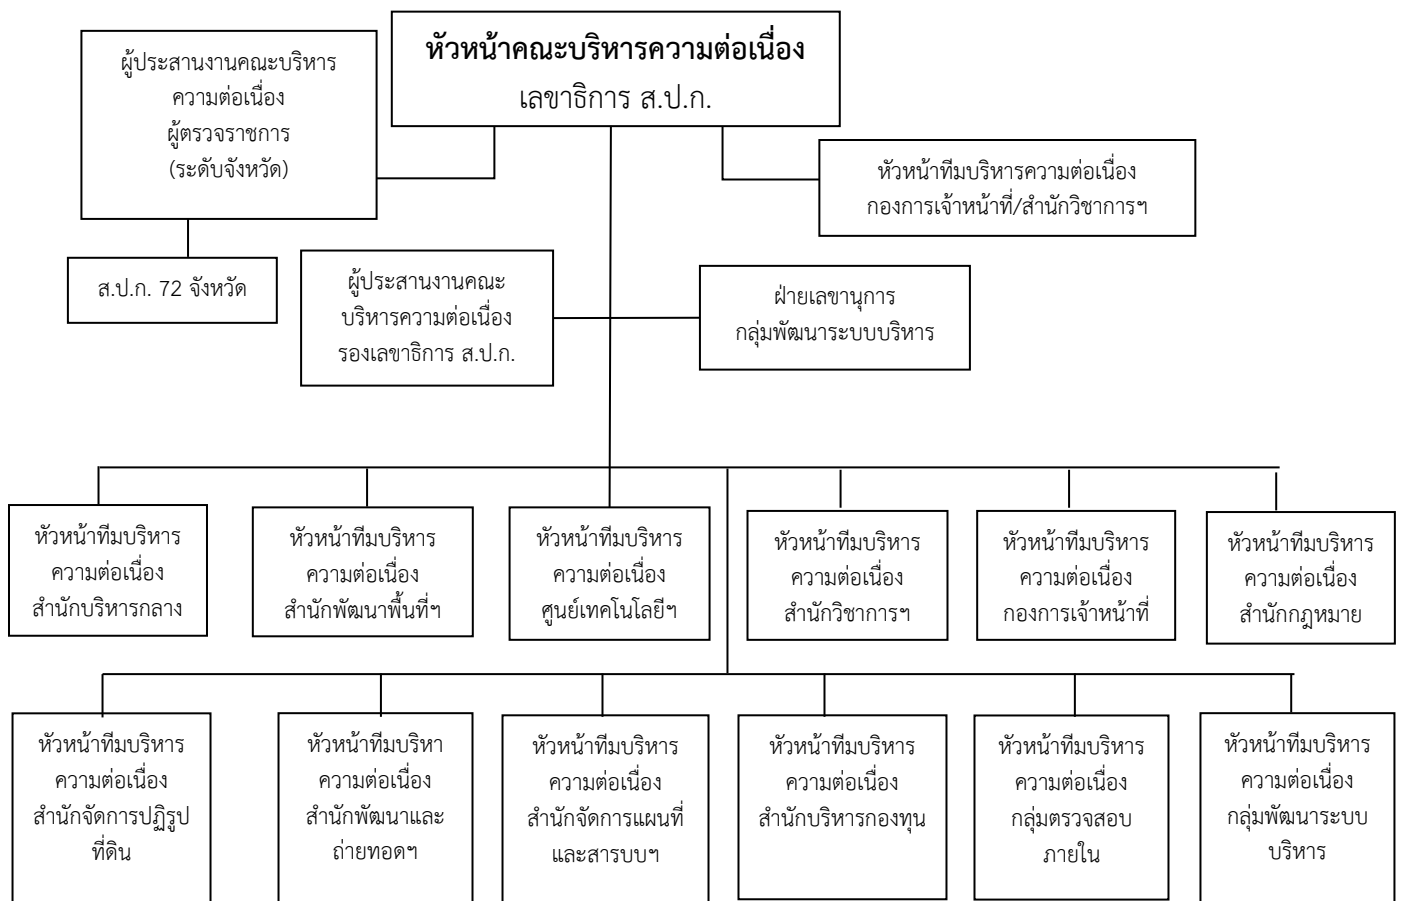 หัวหน้าคณะบริหารความต่อเนื่อง
เลขาธิการ ส.ป.ก.
ผู้ประสานงานคณะบริหาร
ความต่อเนื่อง
ผู้ตรวจราชการ
(ระดับจังหวัด)
หัวหน้าทีมบริหารความต่อเนื่อง
กองการเจ้าหน้าที่/สำนักวิชาการฯ
ส.ป.ก. 72 จังหวัด
ผู้ประสานงานคณะ
บริหารความต่อเนื่อง
รองเลขาธิการ ส.ป.ก.
ฝ่ายเลขานุการ
กลุ่มพัฒนาระบบบริหาร
หัวหน้าทีมบริหาร
ความต่อเนื่อง
สำนักบริหารกลาง
หัวหน้าทีมบริหาร
ความต่อเนื่อง
สำนักพัฒนาพื้นที่ฯ
หัวหน้าทีมบริหาร
ความต่อเนื่อง
ศูนย์เทคโนโลยีฯ
หัวหน้าทีมบริหาร
ความต่อเนื่อง
สำนักวิชาการฯ
หัวหน้าทีมบริหาร
ความต่อเนื่อง
กองการเจ้าหน้าที่
หัวหน้าทีมบริหาร
ความต่อเนื่อง
สำนักกฎหมาย
หัวหน้าทีมบริหาร
ความต่อเนื่อง
สำนักจัดการปฏิรูป
ที่ดิน
หัวหน้าทีมบริหา
ความต่อเนื่อง
สำนักพัฒนาและ
ถ่ายทอดฯ
หัวหน้าทีมบริหาร
ความต่อเนื่อง
สำนักจัดการแผนที่
และสารบบฯ
หัวหน้าทีมบริหาร
ความต่อเนื่อง
สำนักบริหารกองทุน
หัวหน้าทีมบริหาร
ความต่อเนื่อง
กลุ่มตรวจสอบ
ภายใน
หัวหน้าทีมบริหาร
ความต่อเนื่อง
กลุ่มพัฒนาระบบ
บริหาร